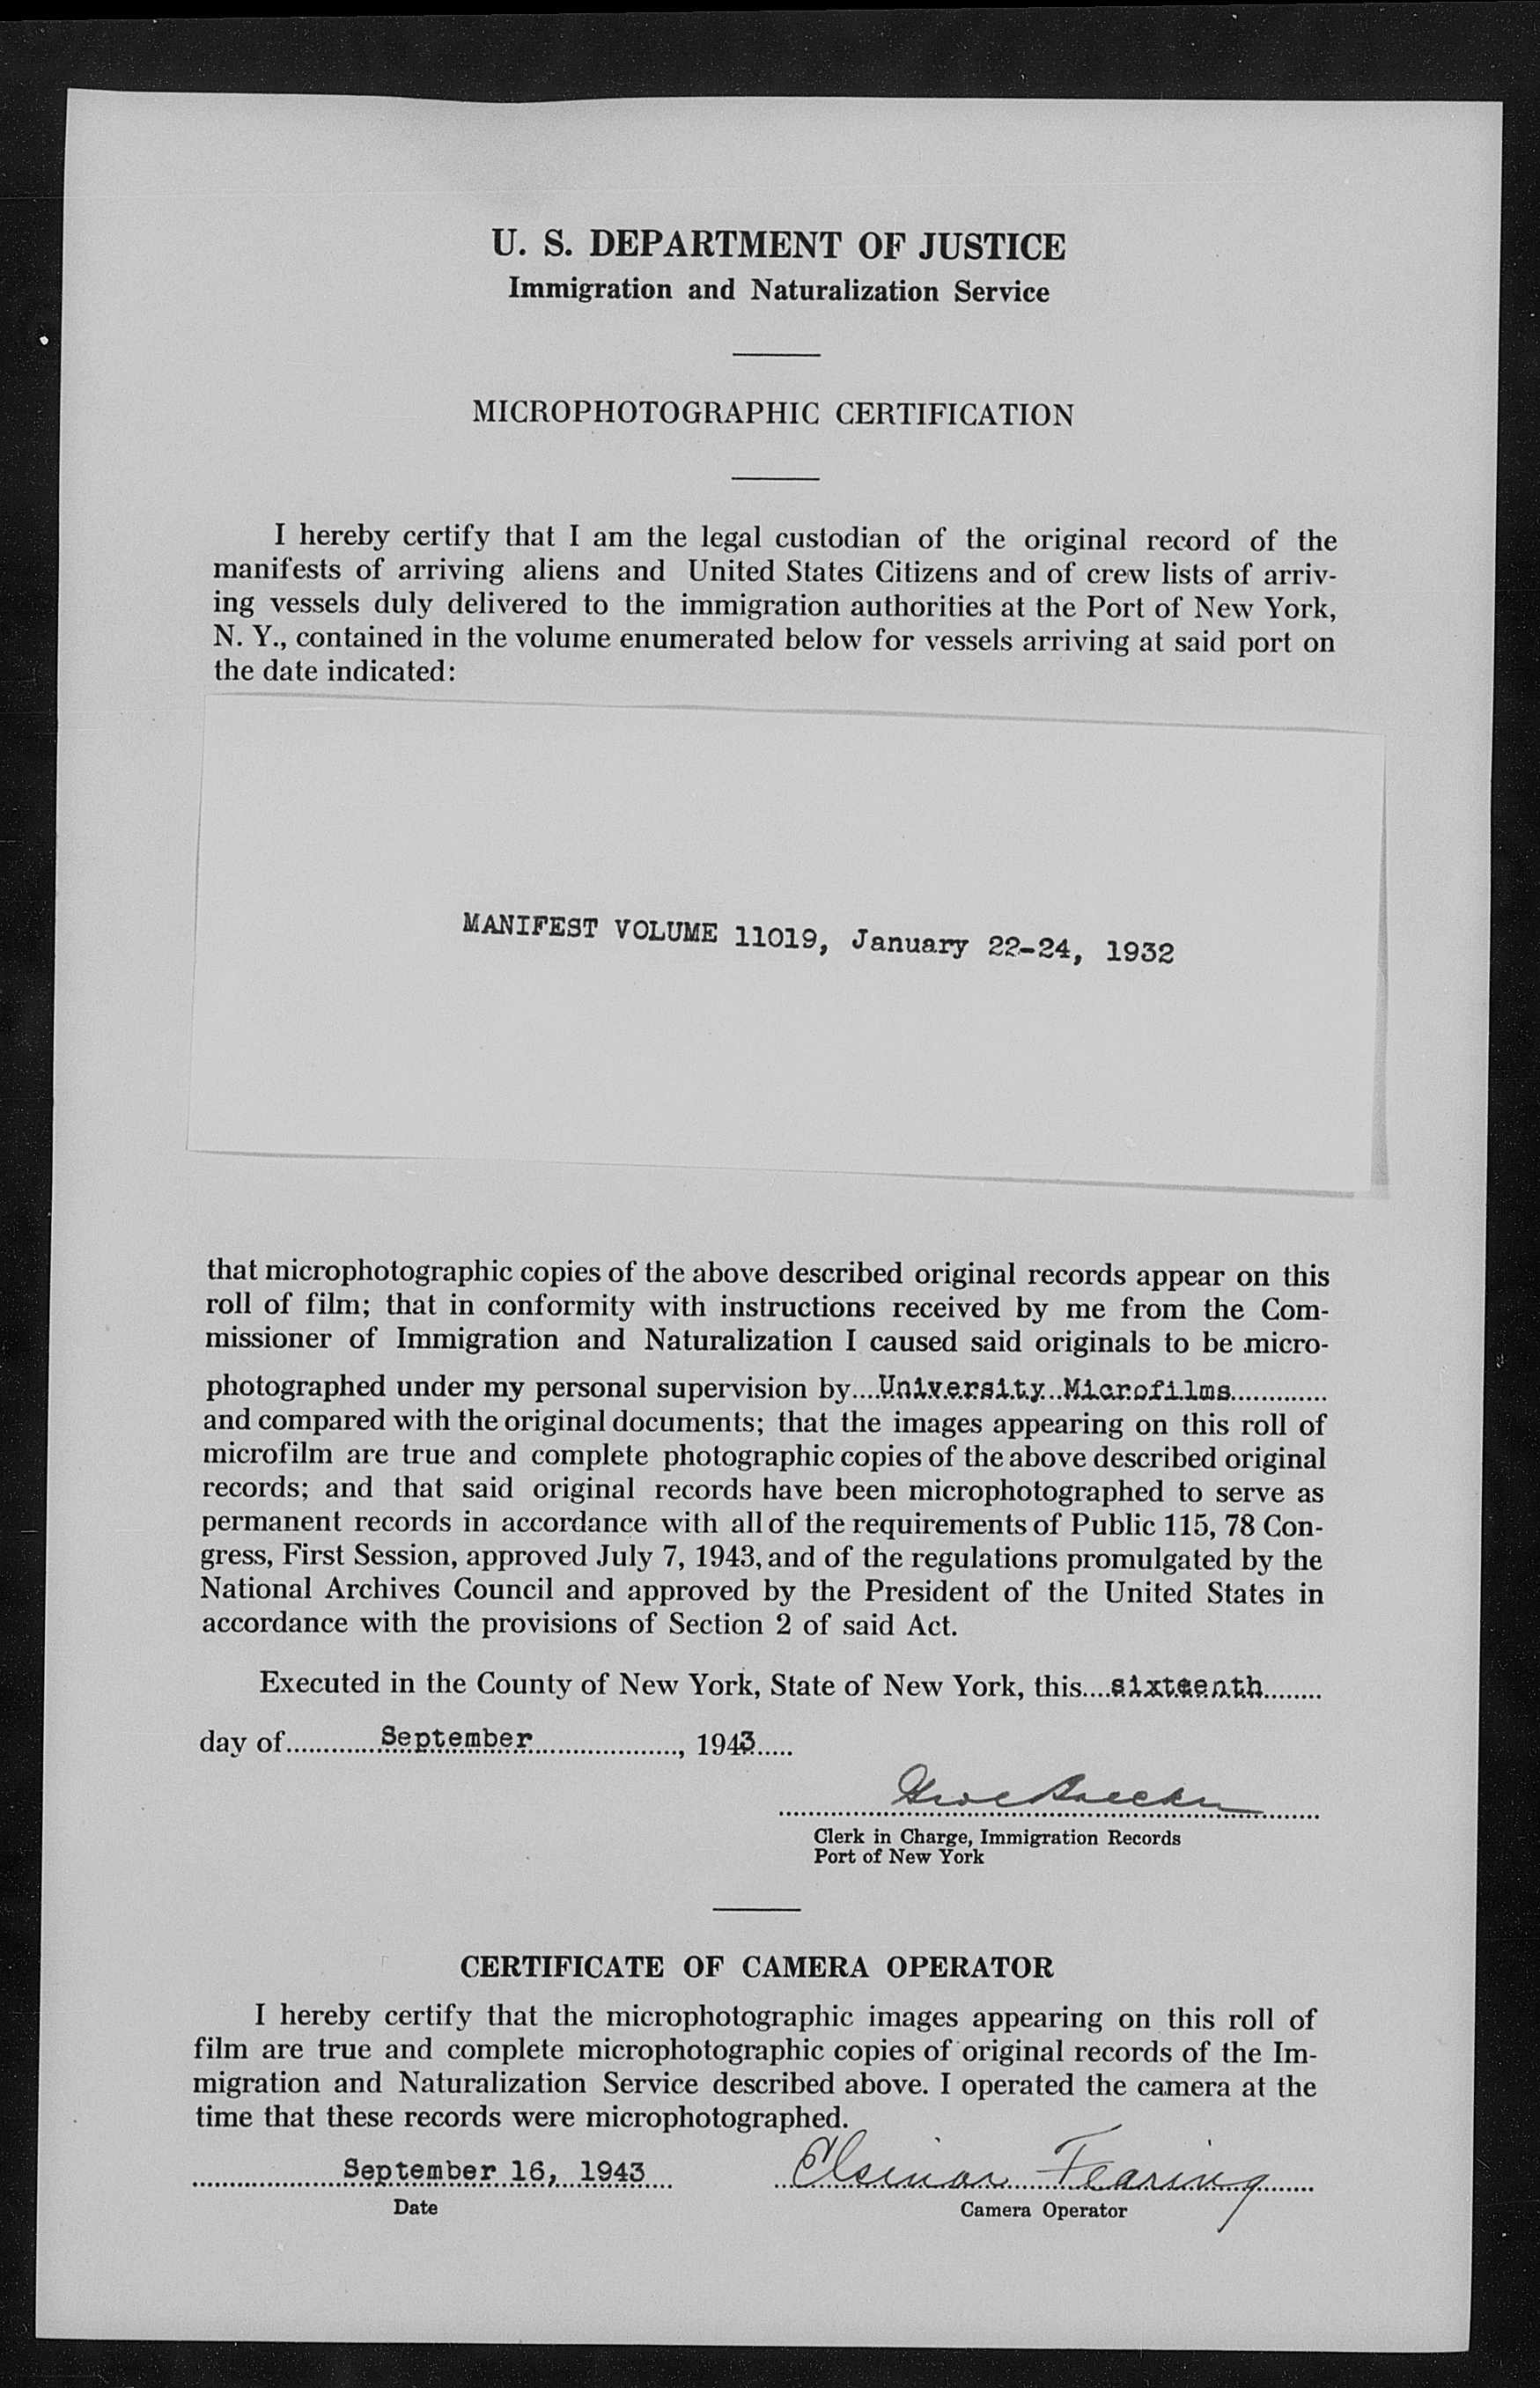 U. S. DEPARTMENT OF JUSTICE
Immigration and Naturalization Service
MICROPHOTOGRAPHIC CERTIFICATION
I hereby certify that I am the legal custodian of the original record of the
manifests of arriving aliens and United States Citizens and of crew lists of arriv-
ing vessels duly delivered to the immigration authorities at the Port of New York,
N. Y., contained in the volume enumerated below for vessels arriving at said port on
the date indicated:
MANIFEST VOLUME 11019, January 22-24, 1932
that microphotographic copies of the above described original records appear on this
roll of film; that in conformity with instructions received by me from the Com-
missioner of Immigration and Naturalization I caused said originals to be micro-
photographed under my personal supervision by....University Microfilms.............
and compared with the original documents; that the images appearing on this roll of
microfilm are true and complete photographic copies of the above described original
records; and that said original records have been microphotographed to serve as
permanent records in accordance with all of the requirements of Public 115, 78 Con-
gress, First Session, approved July 7, 1943, and of the regulations promulgated by the
National Archives Council and approved by the President of the United States in
accordance with the provisions of Section 2 of said Act.
Executed in the County of New York, State of New York, this....sixteenth........
day of.............September....................., 1943......
Clerk in Charge, Immigration Records
Port of New York
CERTIFICATE OF CAMERA OPERATOR
I hereby certify that the microphotographic images appearing on this roll of
film are true and complete microphotographic copies of original records of the Im-
migration and Naturalization Service described above. I operated the camera at the
time that these records were microphotographed.
September 16, 1943 Fearing
Date Camera Operator